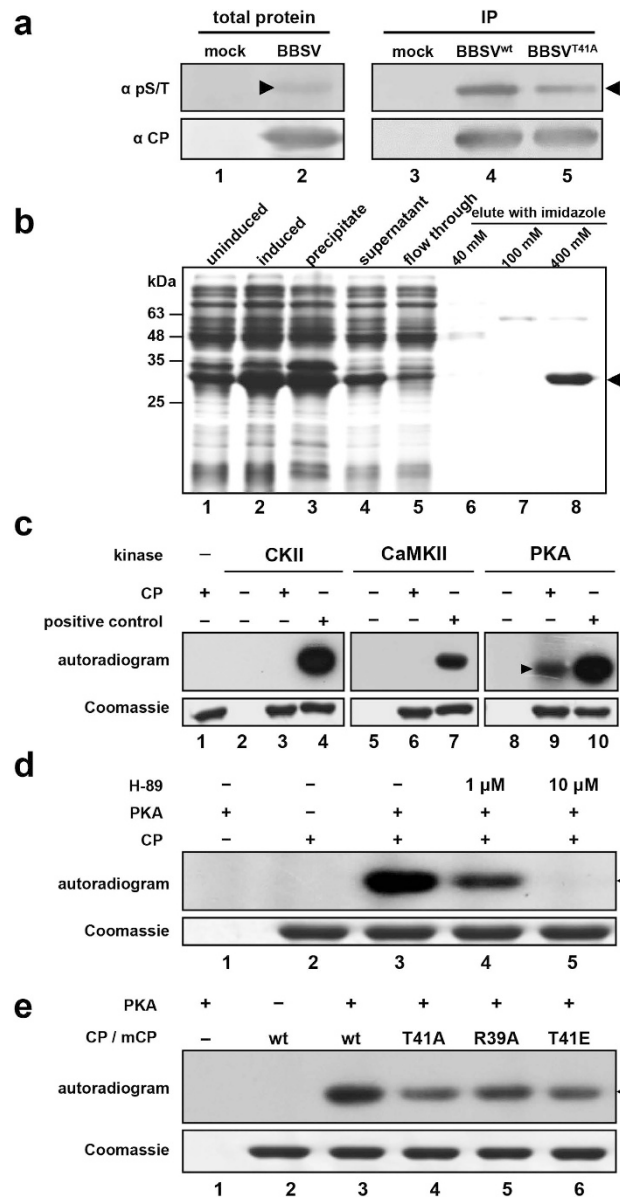 a
total protein IP
mock BBSV mock BBSVwt BBSVT41A
α pS/T
α CP
1 2 3 4 5
b
uninduced induced precipitate supernatant flow through elute with imidazole
40 mM 100 mM 400 mM
kDa
63
48
35
25
1 2 3 4 5 6 7 8
c
kinase – CKII CaMKII PKA
CP + – + – – + – – + –
positive control – – – + – – + – – +
autoradiogram
Coomassie
1 2 3 4 5 6 7 8 9 10
d
H-89 – – – 1 µM 10 µM
PKA + – + + +
CP – + + + +
autoradiogram
Coomassie
1 2 3 4 5
e
PKA + – + + + +
CP / mCP – wt wt T41A R39A T41E
autoradiogram
Coomassie
1 2 3 4 5 6